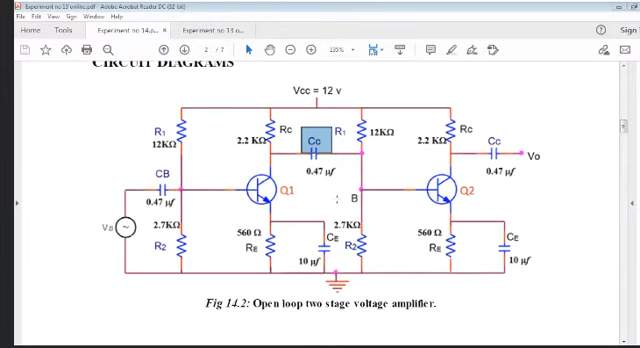 Experiment no 13 online.pdf - Adobe Acrobat Reader DC (32-bit)
File Edit View Sign Window Help
Home Tools Experiment no 14.p... × Experiment no 13 o...
Sign
2 / 7 135%
CIRCUIT DIAGRAMS
Vcc = 12 v
R1 12KΩ
2.2 KΩ Rc
Cc
0.47 μf
R1 12KΩ
2.2 KΩ Rc
Cc
0.47 μf
Vo
CB
0.47 μf
Q1
B
Q2
Vs
~
2.7KΩ
R2
560 Ω
RE
CE
10 μf
2.7KΩ
R2
560 Ω
RE
CE
10 μf
Fig 14.2: Open loop two stage voltage amplifier.